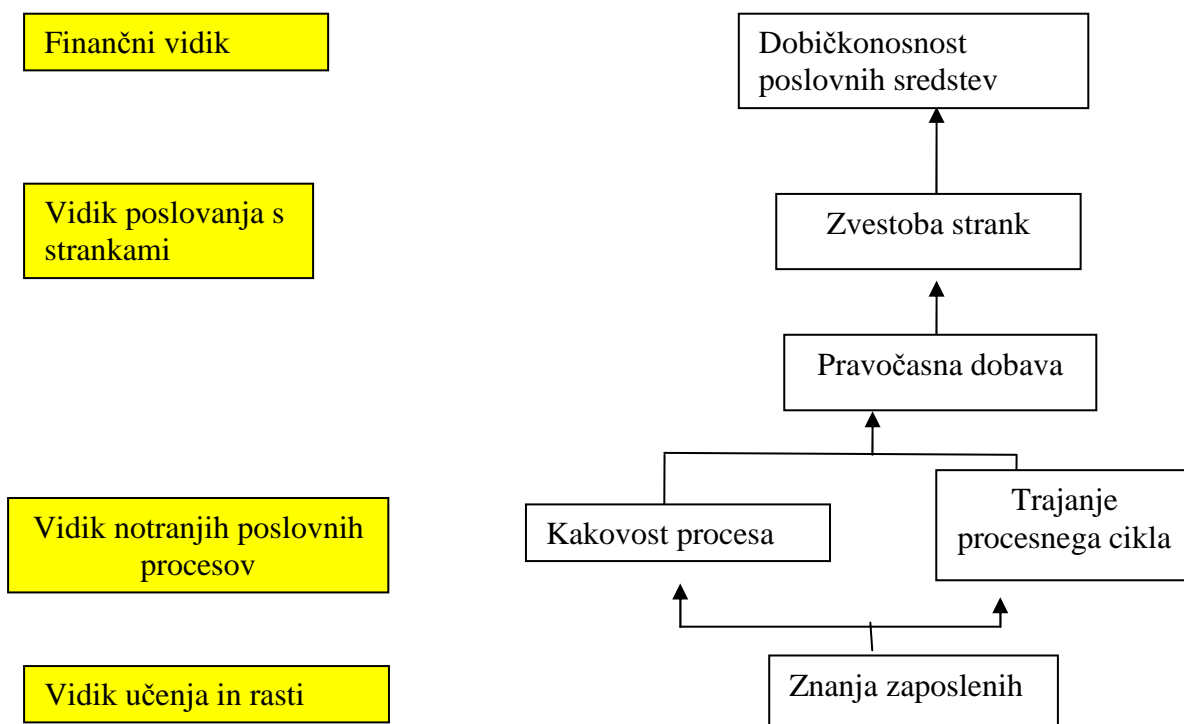 Finančni vidik
Dobičkonosnost
poslovnih sredstev
Vidik poslovanja s
strankami
Zvestoba strank
Pravočasna dobava
Vidik notranjih poslovnih
procesov
Kakovost procesa
Trajanje
procesnega cikla
Vidik učenja in rasti
Znanja zaposlenih